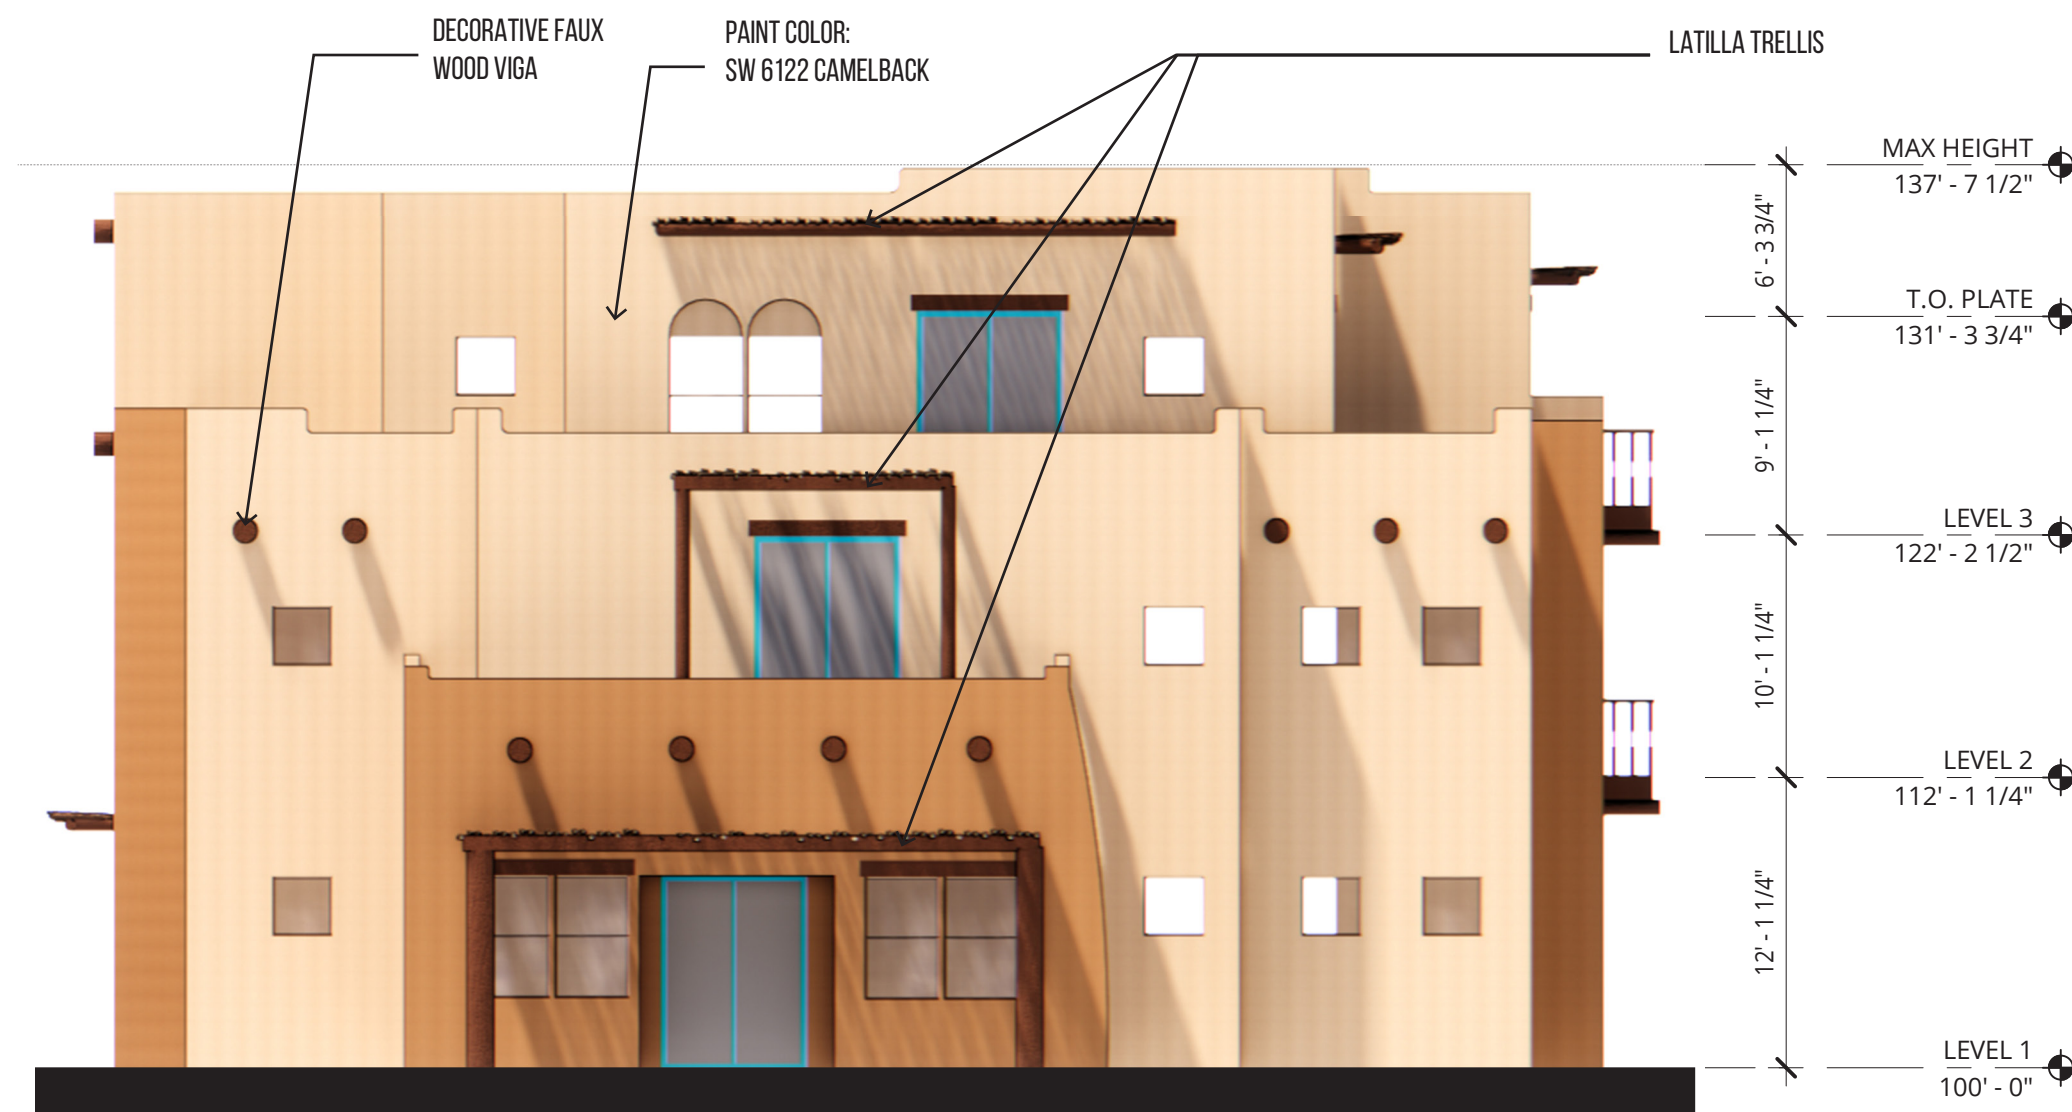 DECORATIVE FAUX
WOOD VIGA
PAINT COLOR:
SW 6122 CAMELBACK
LATILLA TRELLIS
MAX HEIGHT
137' - 7 1/2"
6' - 3 3/4"
T.O. PLATE
131' - 3 3/4"
9' - 1 1/4"
LEVEL 3
122' - 2 1/2"
10' - 1 1/4"
LEVEL 2
112' - 1 1/4"
12' - 1 1/4"
LEVEL 1
100' - 0"